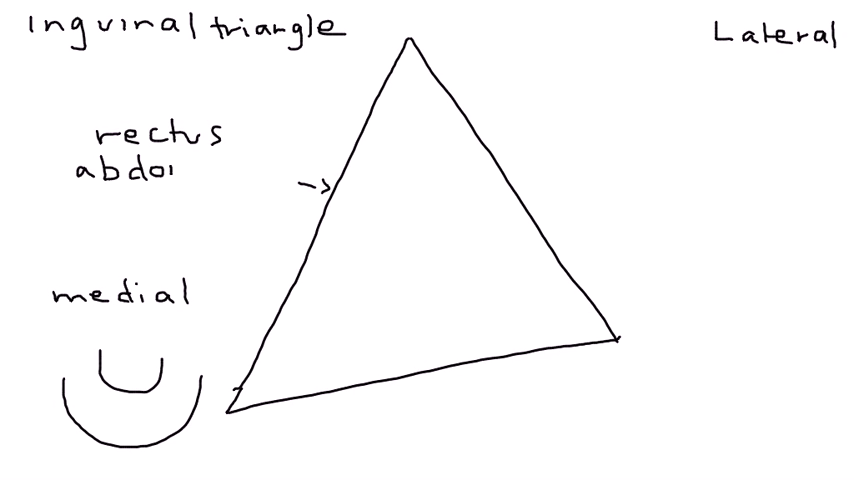 Inguinal triangle
Lateral
rectus
abdo
medial